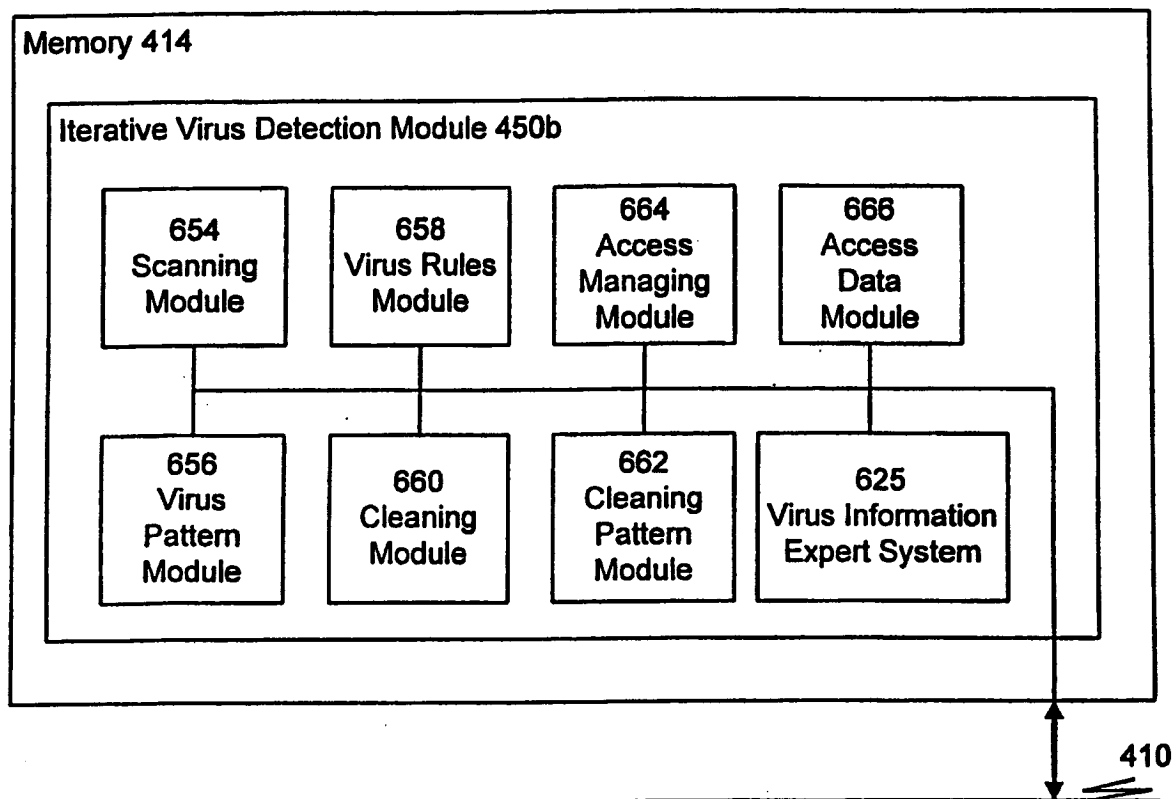 Memory 414
Iterative Virus Detection Module 450b
654
Scanning
Module
658
Virus Rules
Module
664
Access
Managing
Module
666
Access
Data
Module
656
Virus
Pattern
Module
660
Cleaning
Module
662
Cleaning
Pattern
Module
625
Virus Information
Expert System
410